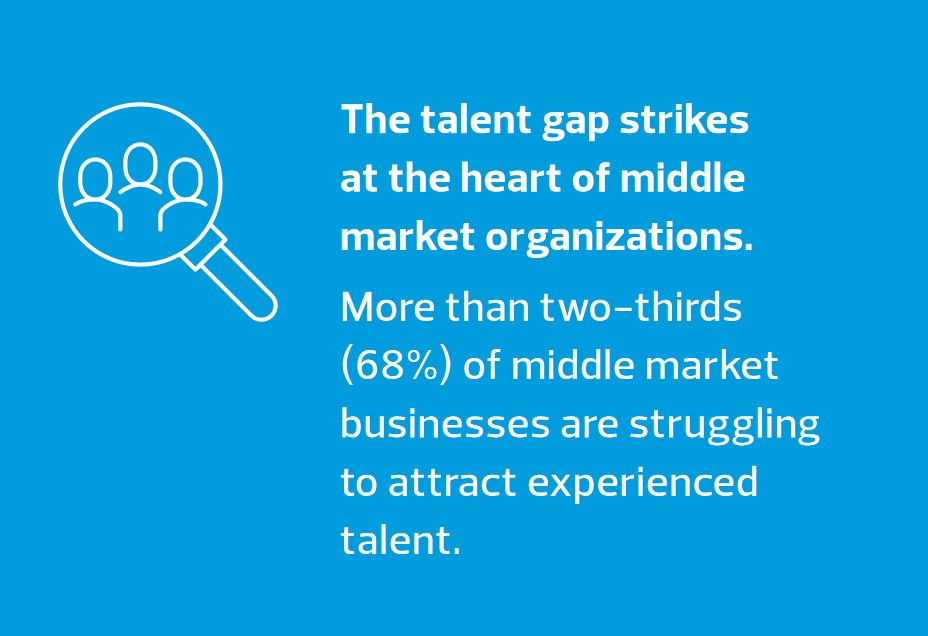 The talent gap strikes
at the heart of middle
market organizations.
More than two-thirds
(68%) of middle market
businesses are struggling
to attract experienced
talent.